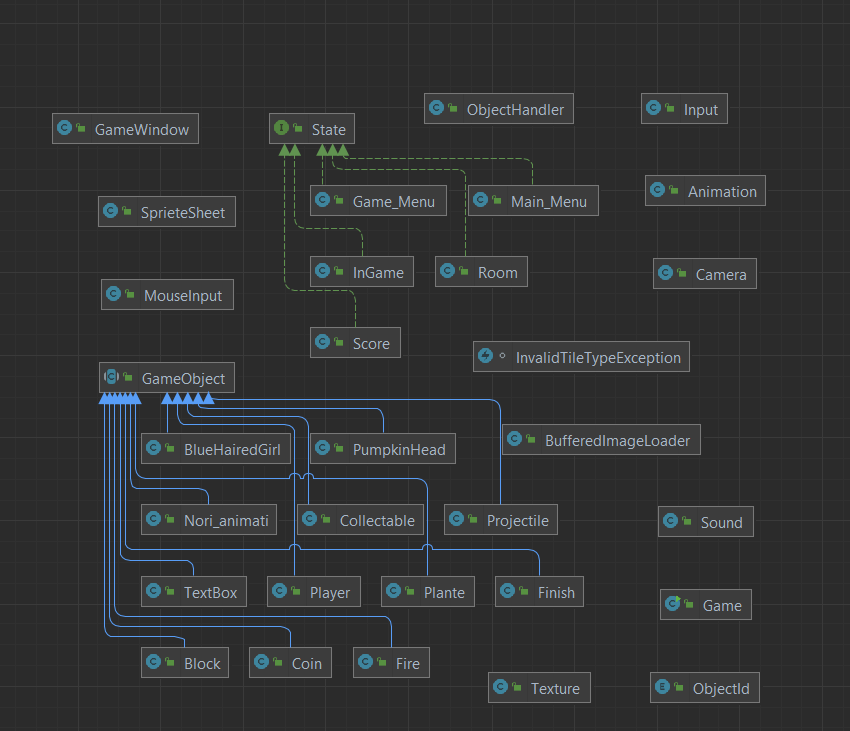 ObjectHandler
Input
GameWindow
State
Animation
Game_Menu
Main_Menu
SprieteSheet
InGame
Room
Camera
MouseInput
Score
InvalidTileTypeException
GameObject
BufferedImageLoader
BlueHairedGirl
PumpkinHead
Nori_animati
Collectable
Projectile
Sound
TextBox
Player
Plante
Finish
Game
Block
Coin
Fire
Texture
ObjectId